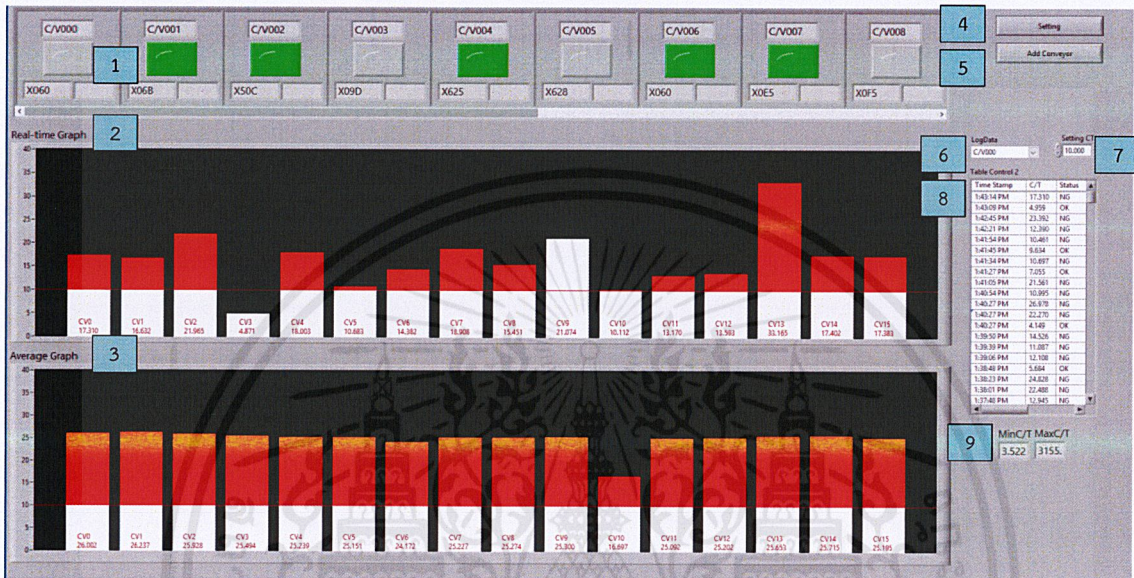 C/V000 C/V001 C/V002 C/V003 C/V004 C/V005 C/V006 C/V007 C/V008
4
Setting
1
5
Add Conveyor
X060 X06B X50C X09D X625 X628 X060 X0E5 X0F5
Real-time Graph
2
40
35
30
25
20
15
10
5
0
CV0 CV1 CV2 CV3 CV4 CV5 CV6 CV7 CV8 CV9 CV10 CV11 CV12 CV13 CV14 CV15
17.310 16.632 21.965 4.871 18.003 10.683 14.382 18.908 15.451 21.074 10.112 13.170 13.593 33.165 17.402 17.383
Average Graph
3
40
35
30
25
20
15
10
5
0
CV0 CV1 CV2 CV3 CV4 CV5 CV6 CV7 CV8 CV9 CV10 CV11 CV12 CV13 CV14 CV15
26.002 26.237 25.928 25.494 25.239 25.151 24.172 25.227 25.274 25.300 16.697 25.092 25.202 25.653 25.715 25.195
6
LogData
C/V000
Setting CT
10.000
7
Table Control 2
8
Time Stamp C/T Status
1:43:14 PM 17.310 NG
1:43:09 PM 4.959 OK
1:42:45 PM 23.392 NG
1:42:21 PM 12.390 NG
1:41:54 PM 10.461 NG
1:41:45 PM 9.634 OK
1:41:34 PM 10.697 NG
1:41:27 PM 7.055 OK
1:41:05 PM 21.561 NG
1:40:54 PM 10.995 NG
1:40:27 PM 26.978 NG
1:40:27 PM 22.270 NG
1:40:27 PM 4.149 OK
1:39:50 PM 14.526 NG
1:39:39 PM 11.087 NG
1:39:06 PM 12.108 NG
1:38:48 PM 5.684 OK
1:38:23 PM 24.828 NG
1:38:01 PM 22.488 NG
1:37:48 PM 12.945 NG
9
MinC/T MaxC/T
3.522 3155.